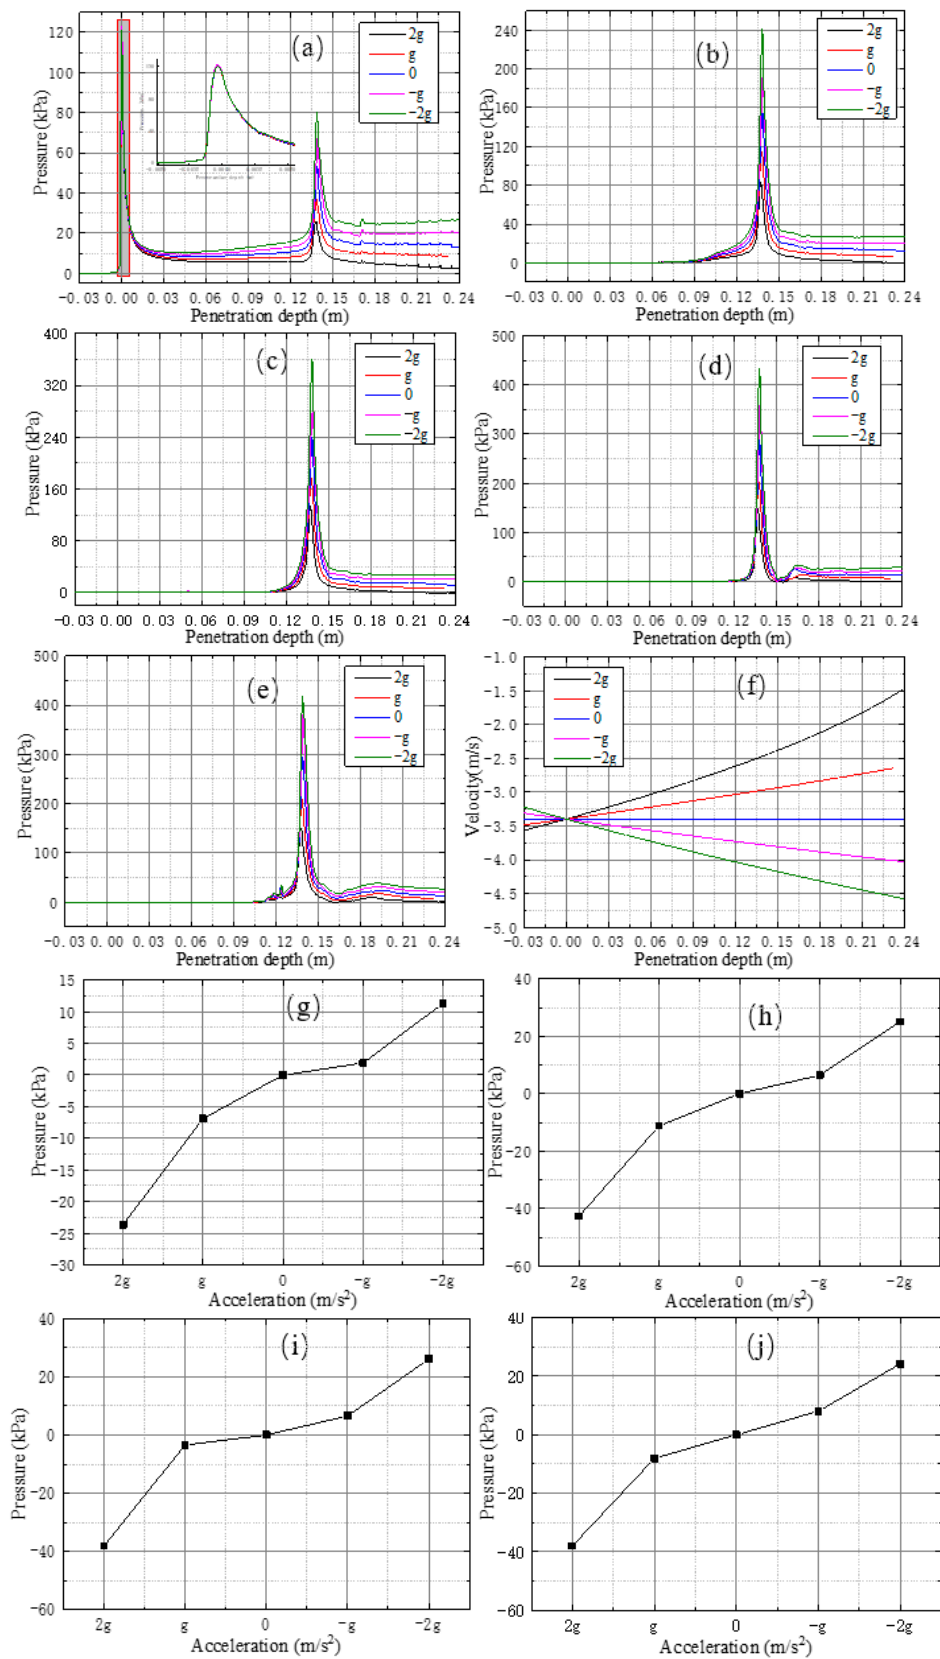 (a)
2g
g
0
-g
-2g
120
100
80
60
40
20
0
Pressure (kPa)
-0.03 0.00 0.03 0.06 0.09 0.12 0.15 0.18 0.21 0.24
Penetration depth (m)
(b)
2g
g
0
-g
-2g
240
200
160
120
80
40
0
Pressure (kPa)
-0.03 0.00 0.03 0.06 0.09 0.12 0.15 0.18 0.21 0.24
Penetration depth (m)
(c)
2g
g
0
-g
-2g
400
360
320
240
160
80
0
Pressure (kPa)
-0.03 0.00 0.03 0.06 0.09 0.12 0.15 0.18 0.21 0.24
Penetration depth (m)
(d)
2g
g
0
-g
-2g
500
400
300
200
100
0
Pressure (kPa)
-0.03 0.00 0.03 0.06 0.09 0.12 0.15 0.18 0.21 0.24
Penetration depth (m)
(e)
2g
g
0
-g
-2g
500
400
300
200
100
0
Pressure (kPa)
-0.03 0.00 0.03 0.06 0.09 0.12 0.15 0.18 0.21 0.24
Penetration depth (m)
(f)
2g
g
0
-g
-2g
-1.0
-1.5
-2.0
-2.5
-3.0
-3.5
-4.0
-4.5
-5.0
Velocity(m/s)
-0.03 0.00 0.03 0.06 0.09 0.12 0.15 0.18 0.21 0.24
Penetration depth (m)
(g)
15
10
5
0
-5
-10
-15
-20
-25
-30
Pressure (kPa)
2g g 0 -g -2g
Acceleration (m/s²)
(h)
40
20
0
-20
-40
-60
Pressure (kPa)
2g g 0 -g -2g
Acceleration (m/s²)
(i)
40
20
0
-20
-40
-60
Pressure (kPa)
2g g 0 -g -2g
Acceleration (m/s²)
(j)
40
20
0
-20
-40
-60
Pressure (kPa)
2g g 0 -g -2g
Acceleration (m/s²)